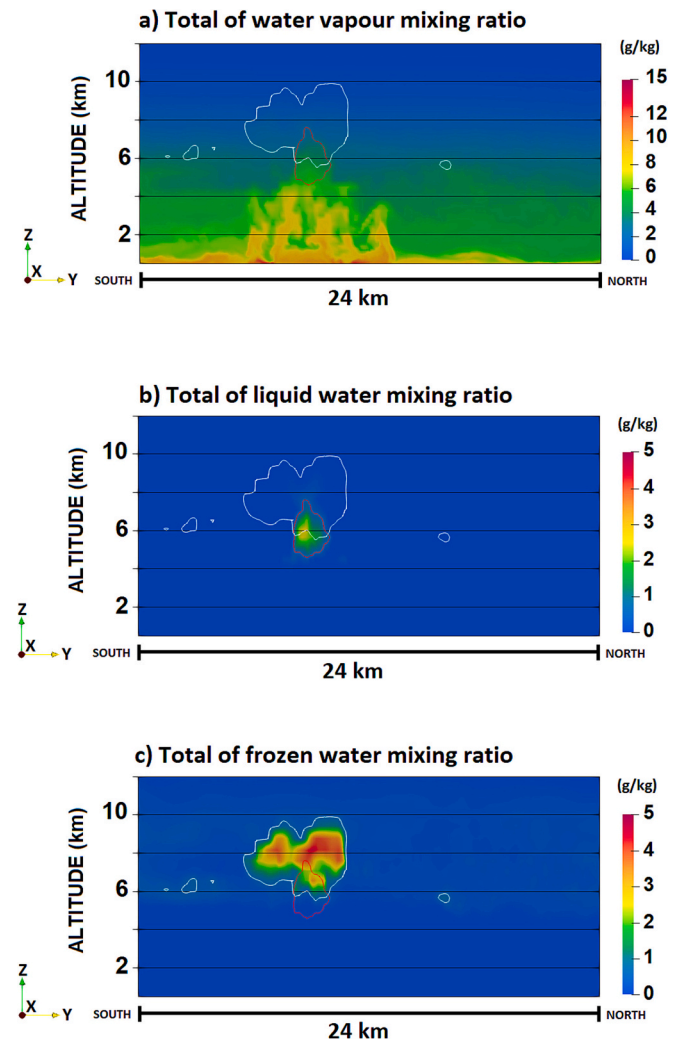 a) Total of water vapour mixing ratio
(g/kg)
ALTITUDE (km)
10
6
2
15
12
10
8
6
4
2
0
Z
X
Y
SOUTH
NORTH
24 km
b) Total of liquid water mixing ratio
(g/kg)
ALTITUDE (km)
10
6
2
5
4
3
2
1
0
Z
X
Y
SOUTH
NORTH
24 km
c) Total of frozen water mixing ratio
(g/kg)
ALTITUDE (km)
10
6
2
5
4
3
2
1
0
Z
X
Y
SOUTH
NORTH
24 km